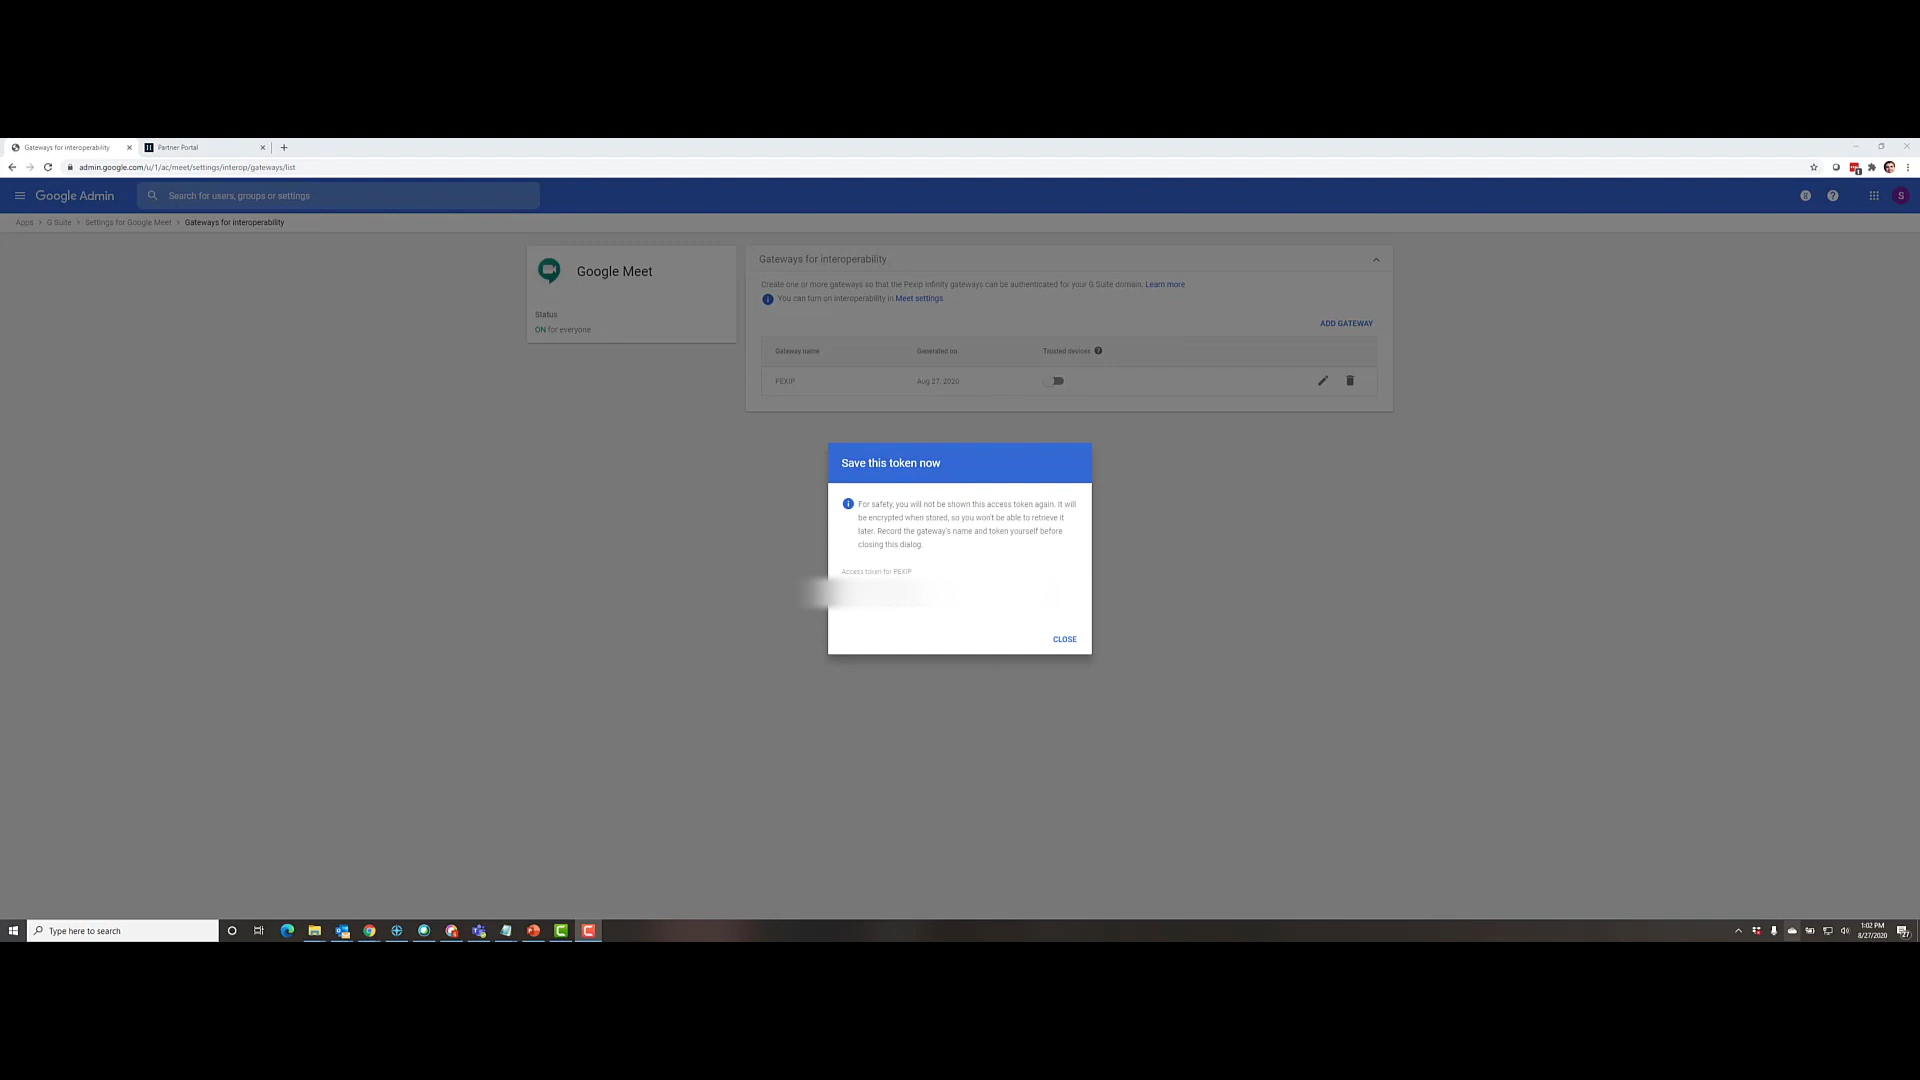 Gateways for interoperability
Partner Portal
admin.google.com/u/1/ac/meet/settings/interop/gateways/list
Google Admin
Search for users, groups or settings
S
Apps > G Suite > Settings for Google Meet > Gateways for interoperability
Google Meet
Status
ON for everyone
Gateways for interoperability
Create one or more gateways so that the Pexip Infinity gateways can be authenticated for your G Suite domain. Learn more
You can turn on interoperability in Meet settings.
ADD GATEWAY
Gateway name Generated on Trusted devices
PEXIP Aug 27, 2020
Save this token now
For safety, you will not be shown this access token again. It will
be encrypted when stored, so you won't be able to retrieve it
later. Record the gateway's name and token yourself before
closing this dialog.
Access token for PEXIP
CLOSE
Type here to search
1:02 PM
8/27/2020
27